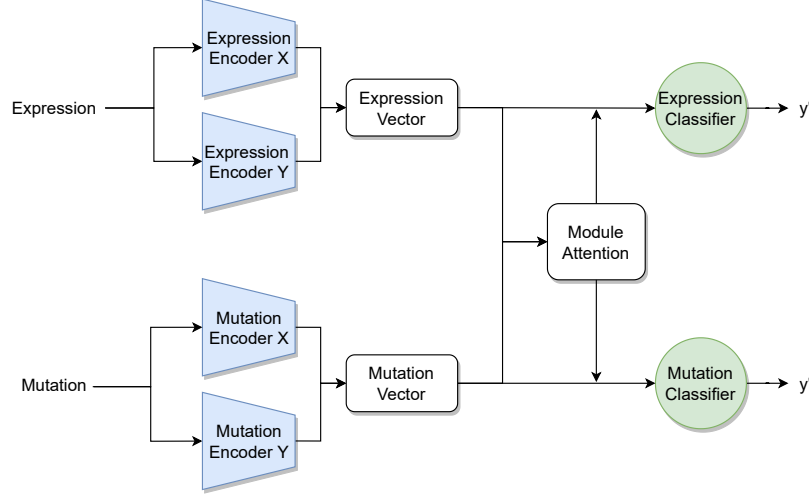 Expression
Expression
Encoder X
Expression
Encoder Y
Expression
Vector
Expression
Classifier
y'
Module
Attention
Mutation
Mutation
Encoder X
Mutation
Encoder Y
Mutation
Vector
Mutation
Classifier
y'